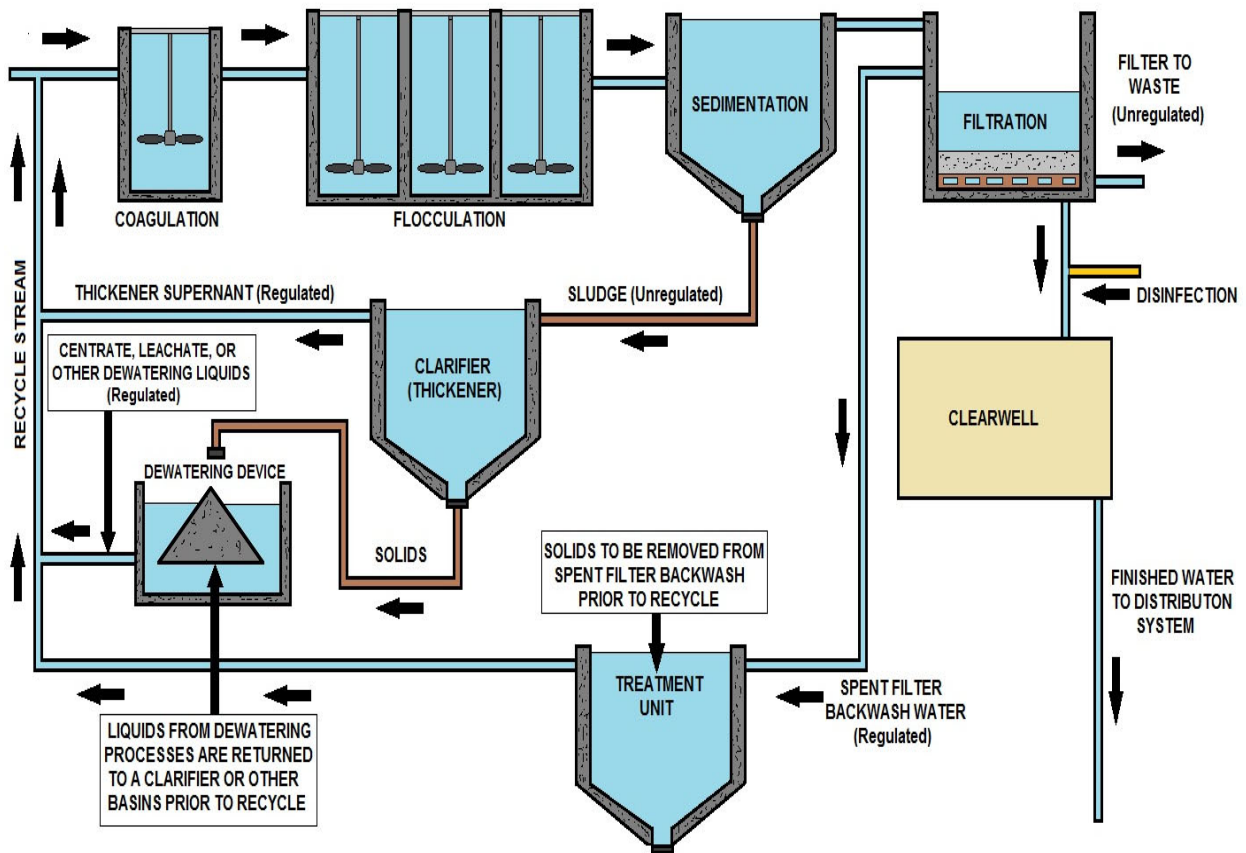 SEDIMENTATION
FILTRATION
FILTER TO
WASTE
(Unregulated)
COAGULATION
FLOCCULATION
THICKENER SUPERNANT (Regulated)
SLUDGE (Unregulated)
DISINFECTION
RECYCLE STREAM
CENTRATE, LEACHATE, OR
OTHER DEWATERING LIQUIDS
(Regulated)
CLARIFIER
(THICKENER)
CLEARWELL
DEWATERING DEVICE
SOLIDS
SOLIDS TO BE REMOVED FROM
SPENT FILTER BACKWASH
PRIOR TO RECYCLE
FINISHED WATER
TO DISTRIBUTON
SYSTEM
TREATMENT
UNIT
SPENT FILTER
BACKWASH WATER
(Regulated)
LIQUIDS FROM DEWATERING
PROCESSES ARE RETURNED
TO A CLARIFIER OR OTHER
BASINS PRIOR TO RECYCLE